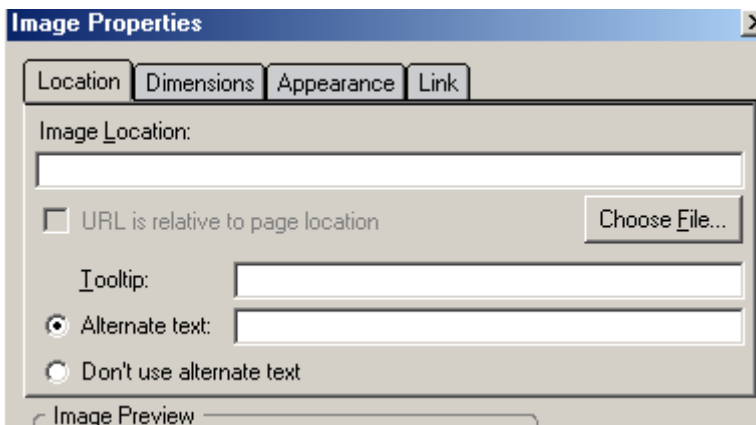 Image Properties
Location Dimensions Appearance Link
Image Location:
URL is relative to page location Choose File...
Tooltip:
Alternate text:
Don't use alternate text
Image Preview